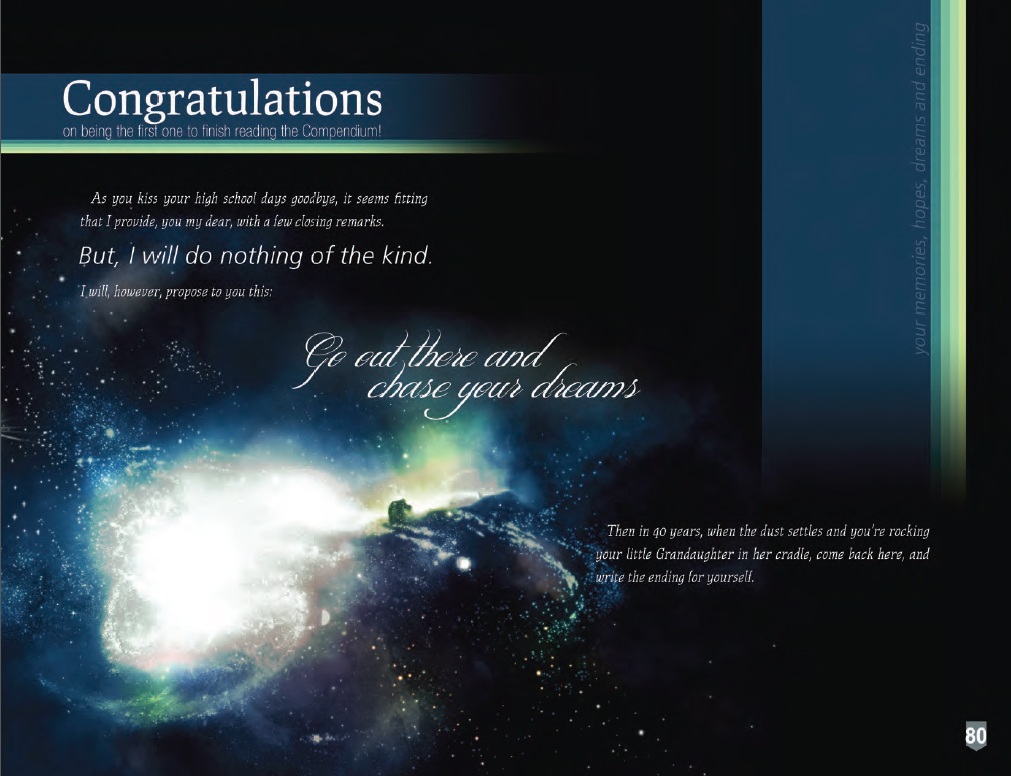 Congratulations
on being the first one to finish reading the Compendium!
As you kiss your high school days goodbye, it seems fitting
that I provide, you my dear, with a few closing remarks.
But, I will do nothing of the kind.
I will, however, propose to you this:
Go out there and
chase your dreams
Then in 40 years, when the dust settles and you're rocking
your little Grandaughter in her cradle, come back here, and
write the ending for yourself.
your memories, hopes, dreams and ending
80